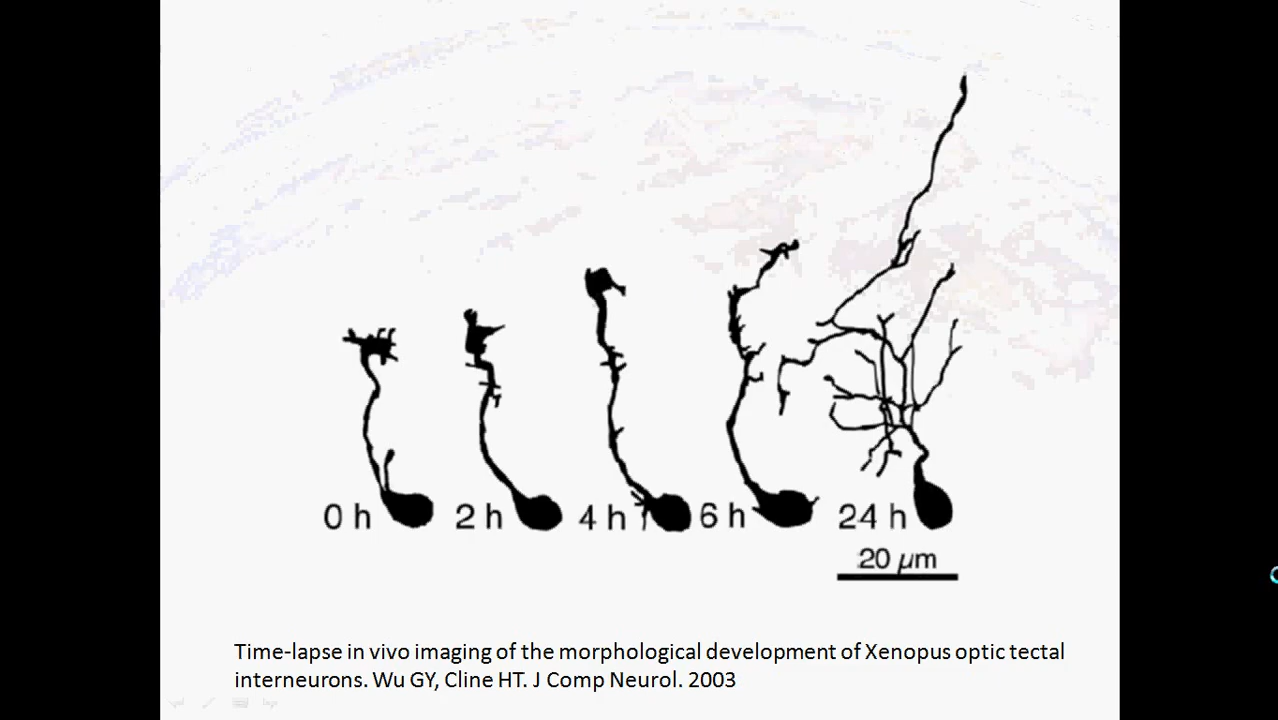 0 h 2 h 4 h 6 h 24 h
20 µm
Time-lapse in vivo imaging of the morphological development of Xenopus optic tectal
interneurons. Wu GY, Cline HT. J Comp Neurol. 2003